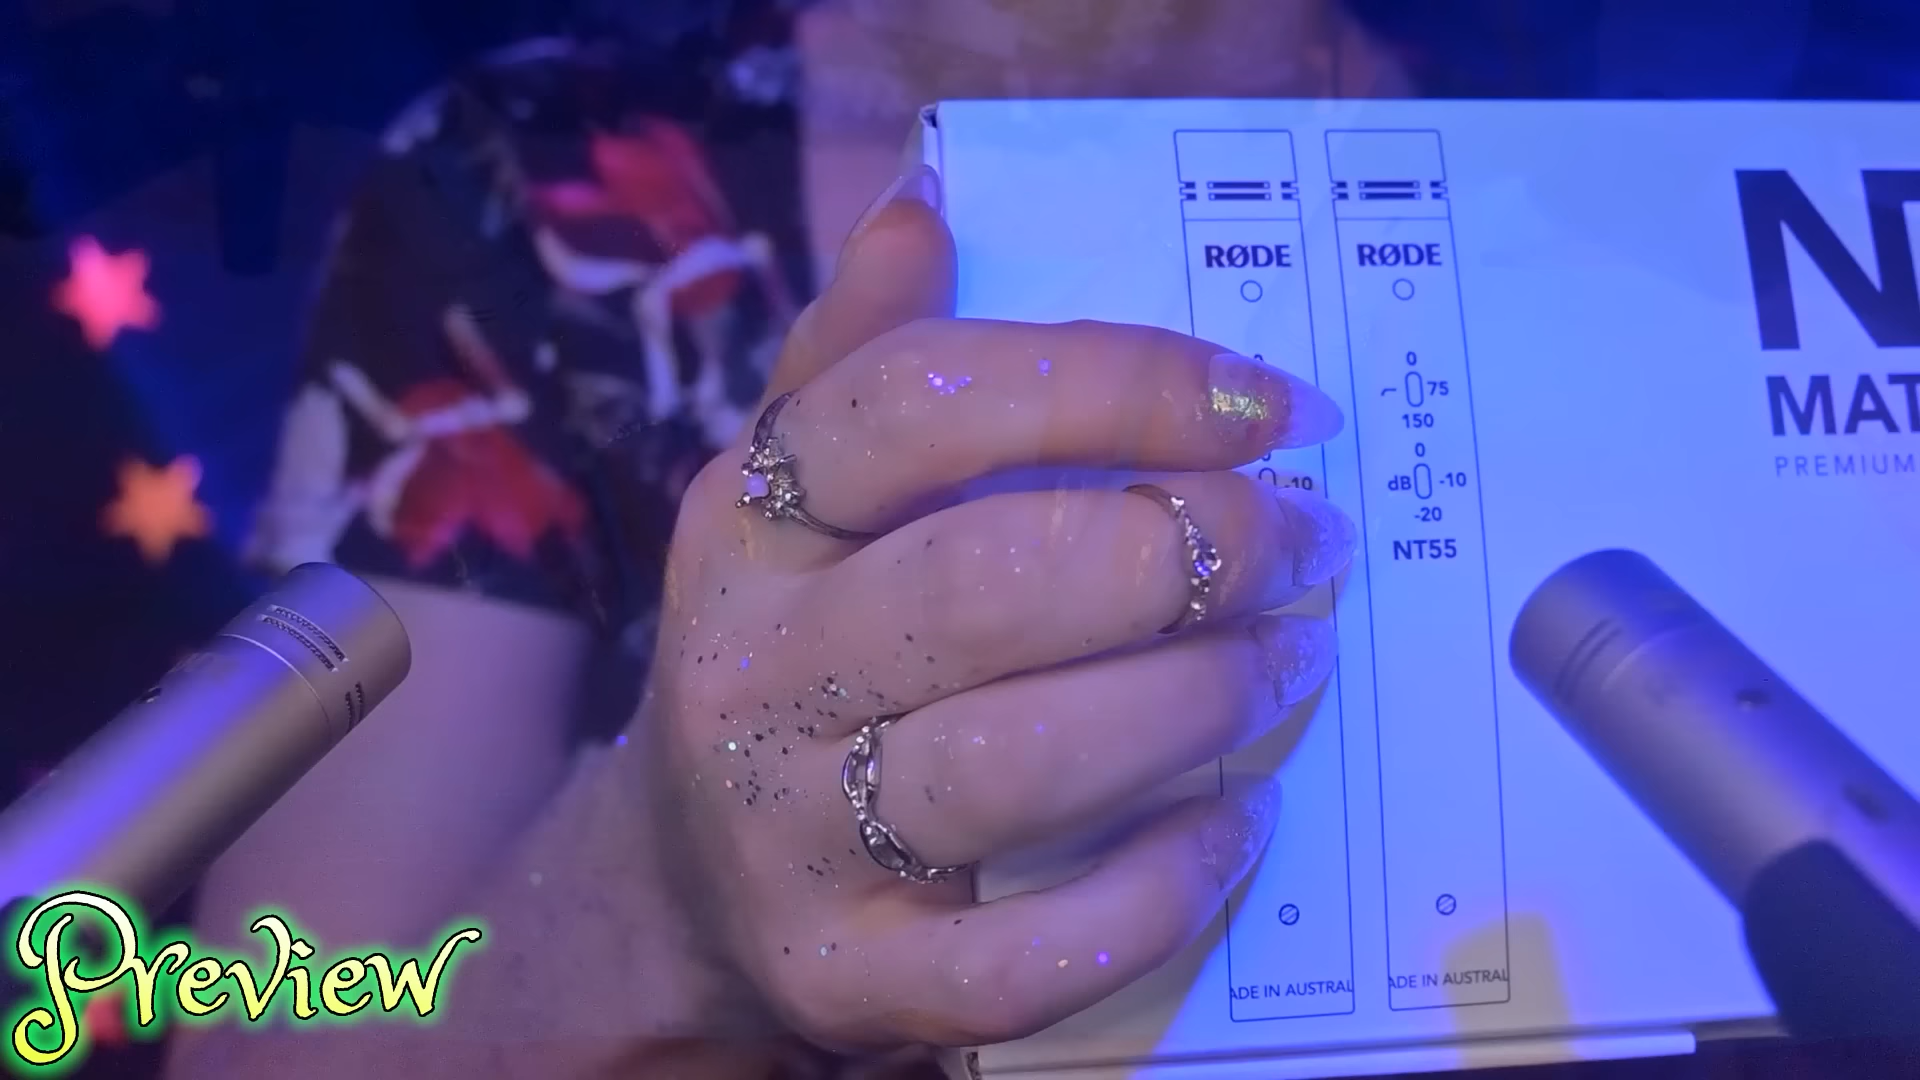 RØDE
0
-10
ADE IN AUSTRAL
RØDE
0
75
150
0
dB -10
-20
NT55
ADE IN AUSTRAL
MAT
PREMIUM
Preview